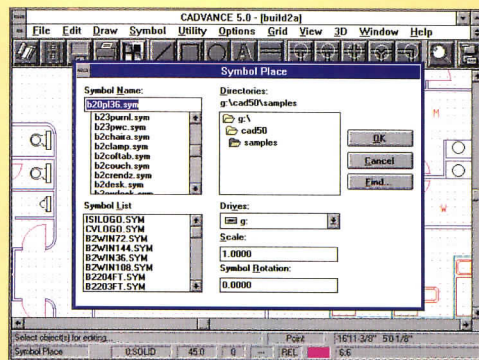 CADVANCE 5.0 - [build2a]
File Edit Draw Symbol Utility Options Grid View 3D Window Help
Symbol Place
Symbol Name:
b20pl36.sym
b23purnl.sym
b23pwc.sym
b2chaira.sym
b2clamp.sym
b2coltab.sym
b2couch.sym
b2crendz.sym
b2desk.sym
Directories:
g:\cad50\samples
g:\
cad50
samples
OK
Cancel
Find..
Symbol List
ISILOGO.SYM
CVLOGO.SYM
B2WIN72.SYM
B2WIN144.SYM
B2WIN36.SYM
B2WIN108.SYM
B2204FT.SYM
B2203FT.SYM
Drives:
g:
Scale:
1.0000
Symbol Rotation:
0.0000
M
W
Select object(s) for editing...
Point
-16'11-3/8" 5'0-1/8"
Symbol Place
0:SOLID
45.0
0
---
REL
6.6